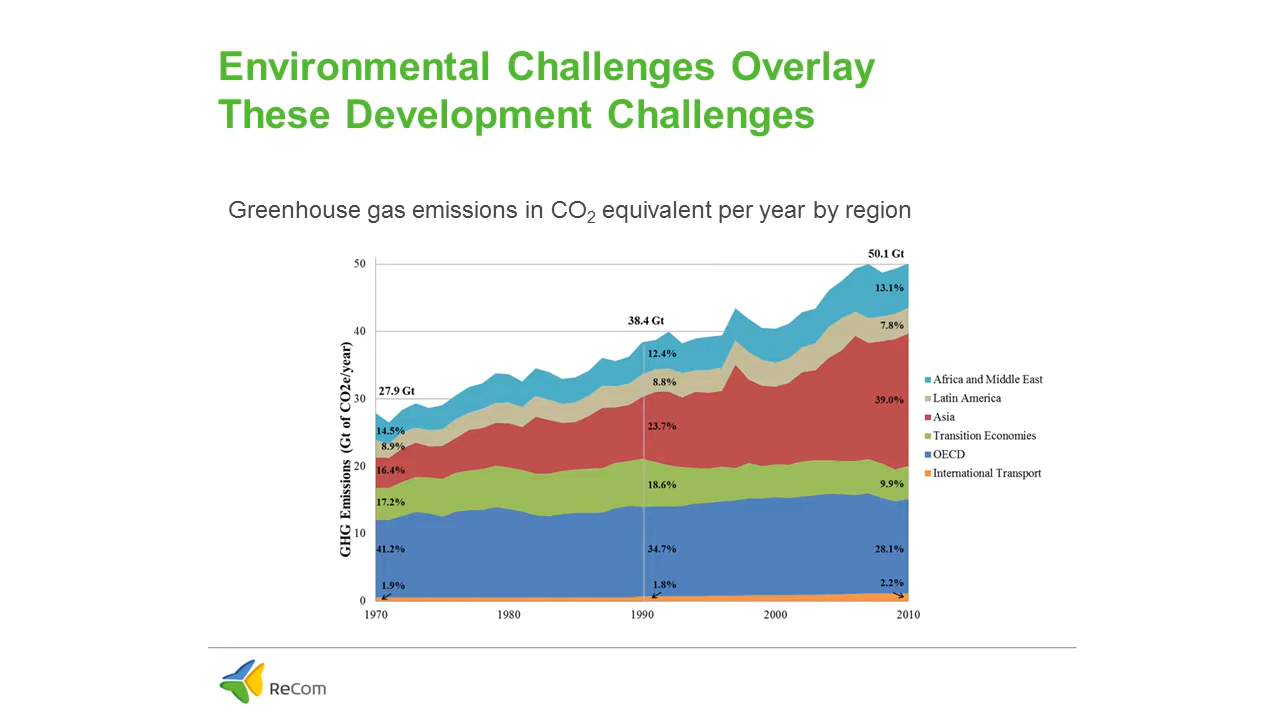 Environmental Challenges Overlay
These Development Challenges
Greenhouse gas emissions in CO2 equivalent per year by region
GHG Emissions (Gt of CO2e/year)
50
40
30
20
10
0
27.9 Gt
38.4 Gt
50.1 Gt
14.5%
8.9%
16.4%
17.2%
41.2%
1.9%
12.4%
8.8%
23.7%
18.6%
34.7%
1.8%
13.1%
7.8%
39.0%
9.9%
28.1%
2.2%
1970
1980
1990
2000
2010
Africa and Middle East
Latin America
Asia
Transition Economies
OECD
International Transport
ReCom